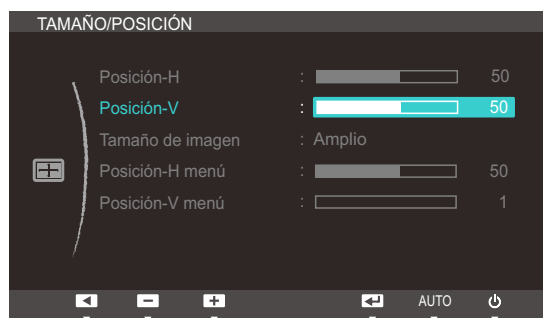 TAMAÑO/POSICIÓN
Posición-H : 50
Posición-V : 50
Tamaño de imagen : Amplio
Posición-H menú : 50
Posición-V menú : 1
AUTO